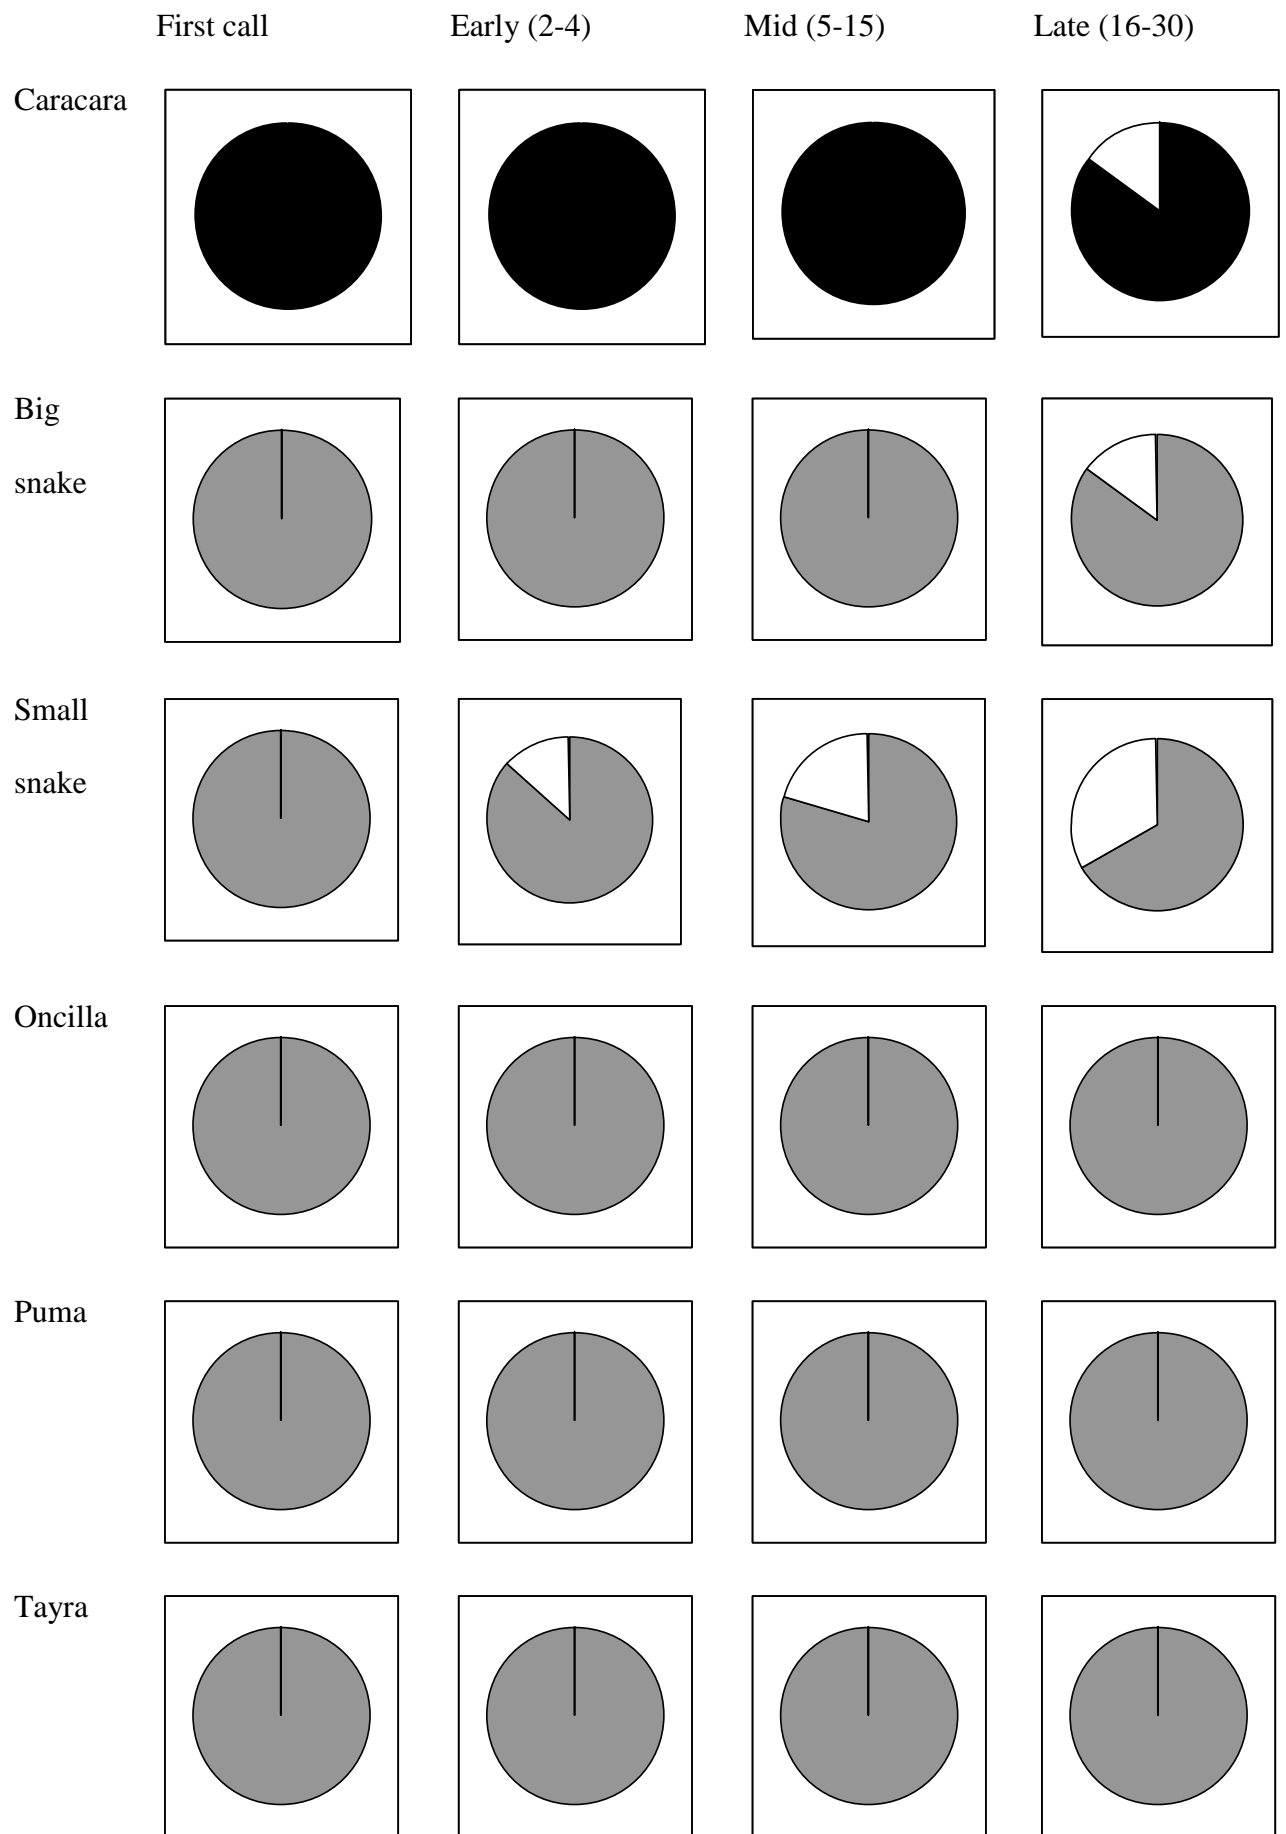 First call Early (2-4) Mid (5-15) Late (16-30)
Caracara
Big
snake
Small
snake
Oncilla
Puma
Tayra